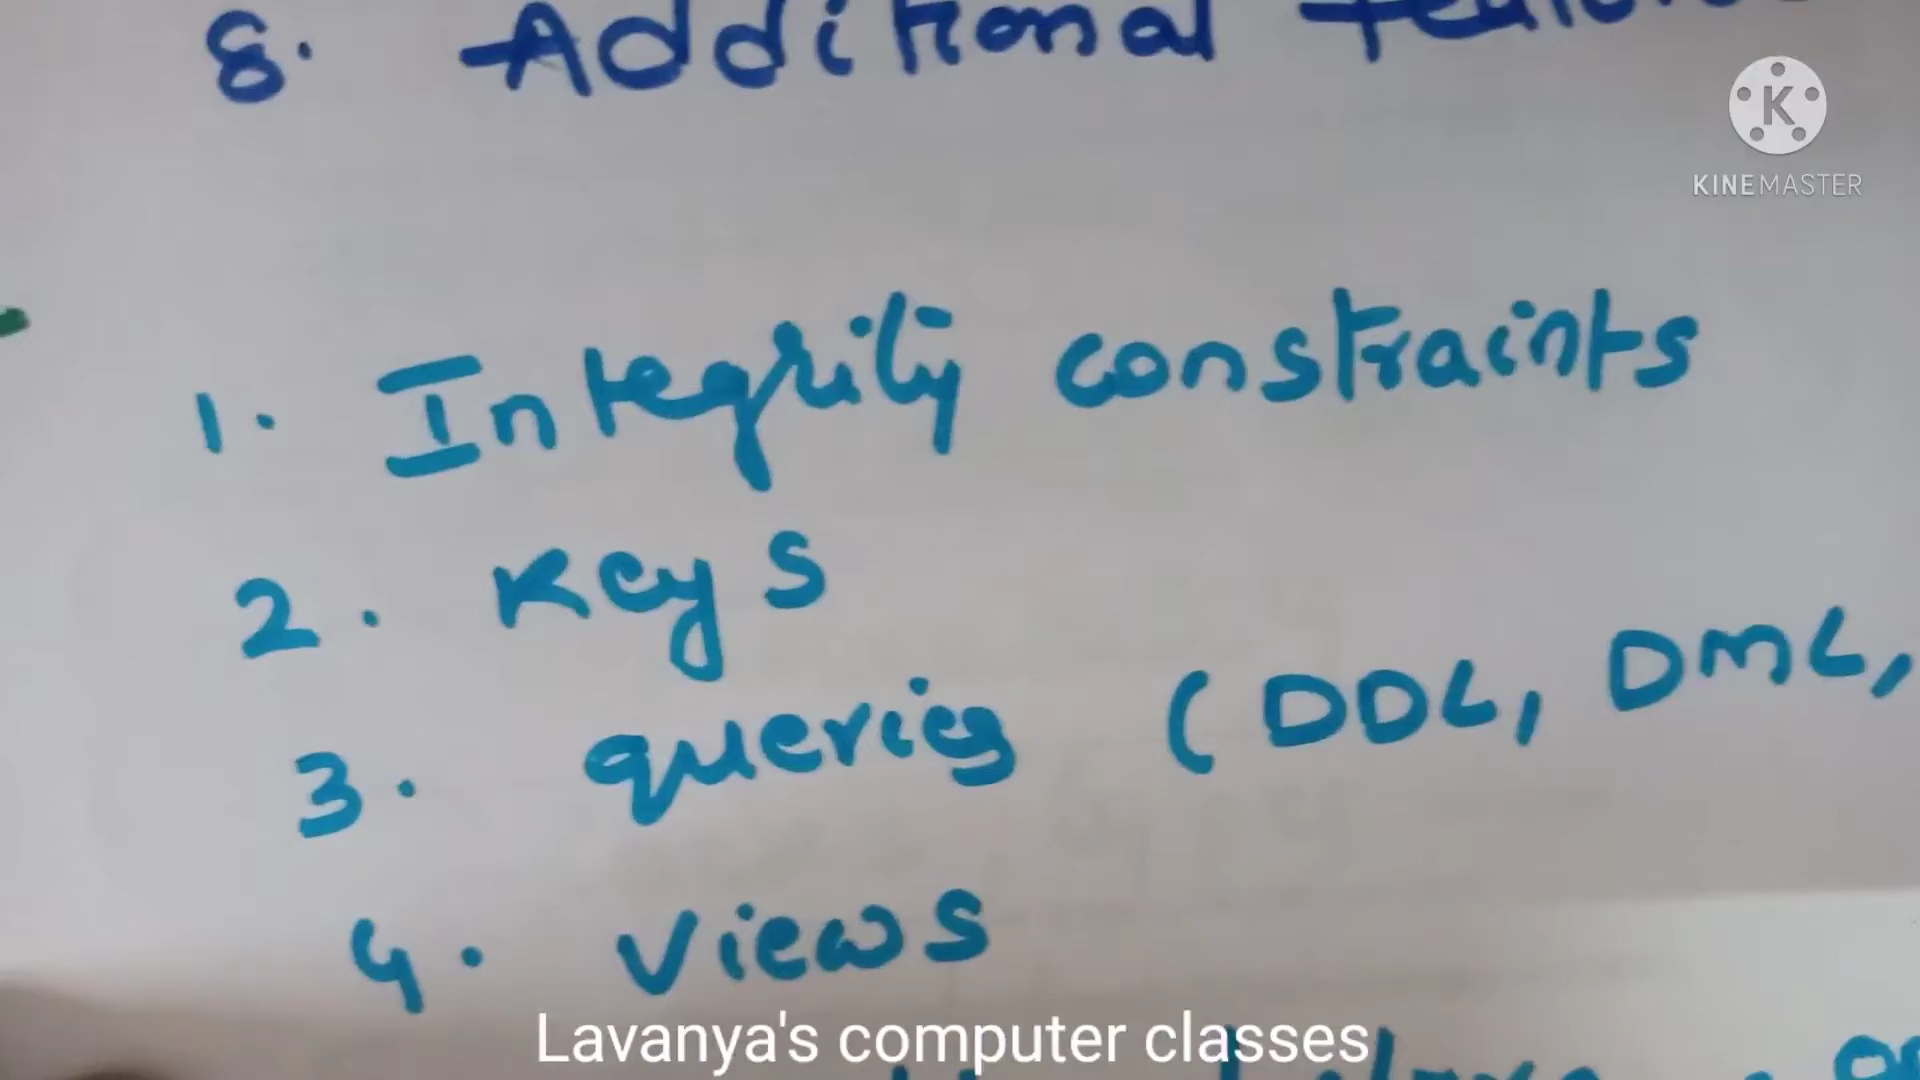 8. Additional
KINEMASTER
1. Integrity constraints
2. Keys
3. queries (DDL, DML,
4. Views
Lavanya's computer classes